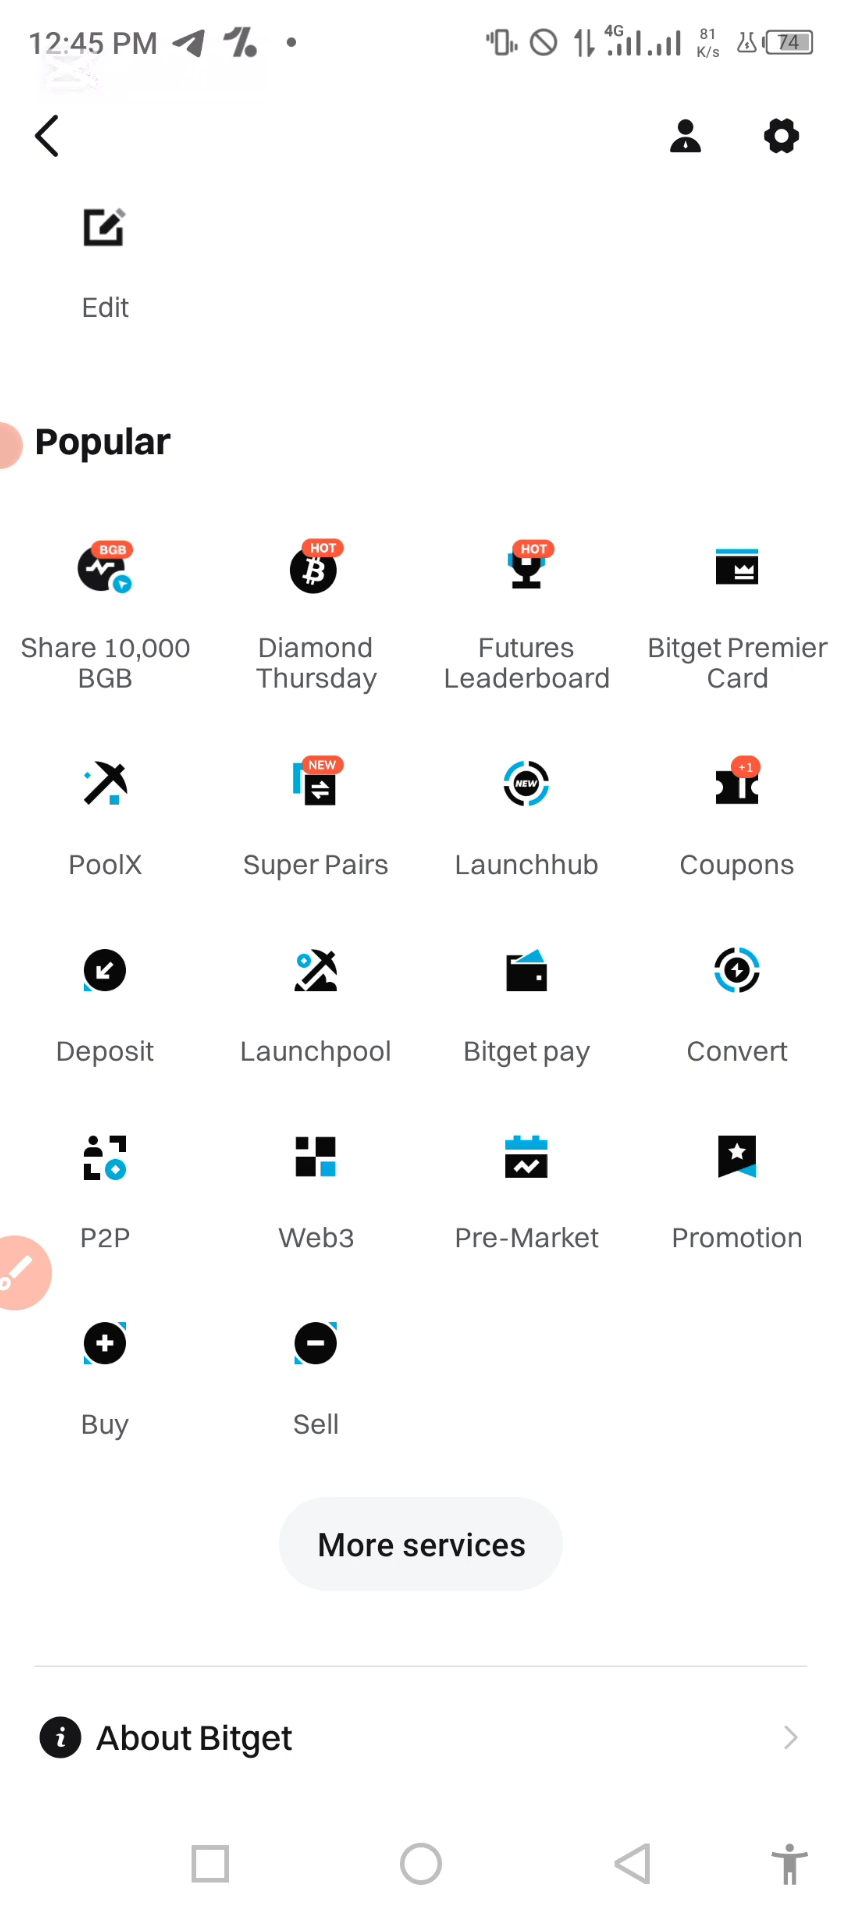 12:45 PM
4G
81
K/s
74
Edit
Popular
BGB
HOT
HOT
Share 10,000
BGB
Diamond
Thursday
Futures
Leaderboard
Bitget Premier
Card
NEW
NEW
+1
PoolX
Super Pairs
Launchhub
Coupons
Deposit
Launchpool
Bitget pay
Convert
P2P
Web3
Pre-Market
Promotion
Buy
Sell
More services
About Bitget